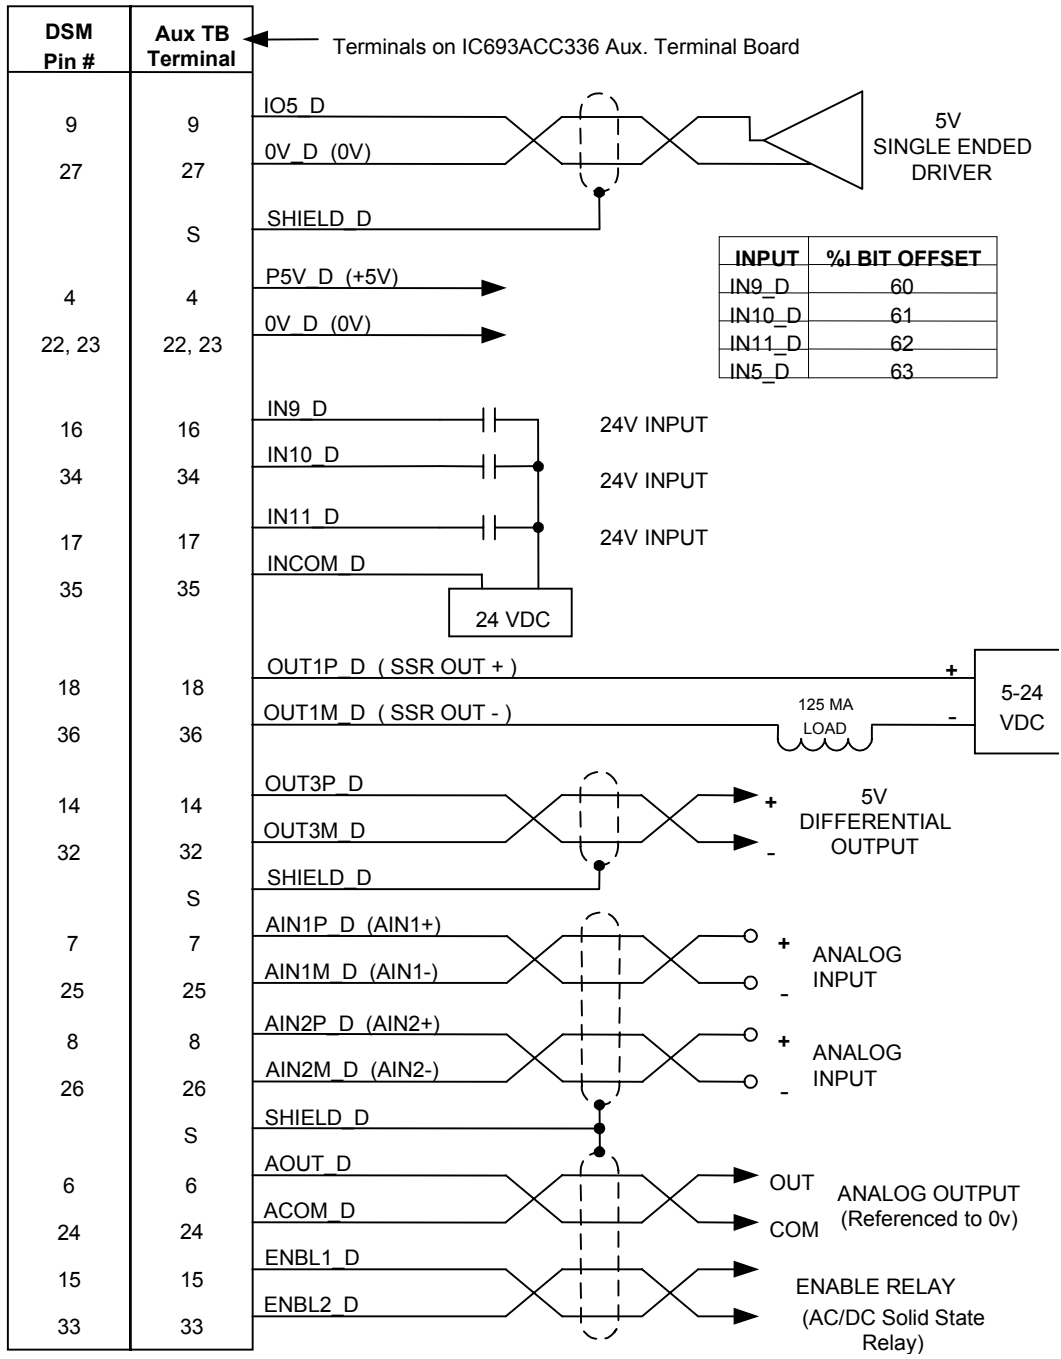 DSM Pin # Aux TB Terminal
Terminals on IC693ACC336 Aux. Terminal Board
9 9 IO5_D
27 27 0V_D (0V)
5V
SINGLE ENDED
DRIVER
S SHIELD_D
INPUT %I BIT OFFSET
IN9_D 60
IN10_D 61
IN11_D 62
IN5_D 63
4 4 P5V_D (+5V)
22, 23 22, 23 0V_D (0V)
16 16 IN9_D 24V INPUT
34 34 IN10_D 24V INPUT
17 17 IN11_D 24V INPUT
35 35 INCOM_D
24 VDC
18 18 OUT1P_D ( SSR OUT + ) +
36 36 OUT1M_D ( SSR OUT - ) -
125 MA
LOAD
5-24
VDC
14 14 OUT3P_D +
32 32 OUT3M_D -
5V
DIFFERENTIAL
OUTPUT
S SHIELD_D
7 7 AIN1P_D (AIN1+) +
25 25 AIN1M_D (AIN1-) -
ANALOG
INPUT
8 8 AIN2P_D (AIN2+) +
26 26 AIN2M_D (AIN2-) -
ANALOG
INPUT
S SHIELD_D
6 6 AOUT_D OUT
24 24 ACOM_D COM
ANALOG OUTPUT
(Referenced to 0v)
15 15 ENBL1_D
33 33 ENBL2_D
ENABLE RELAY
(AC/DC Solid State
Relay)